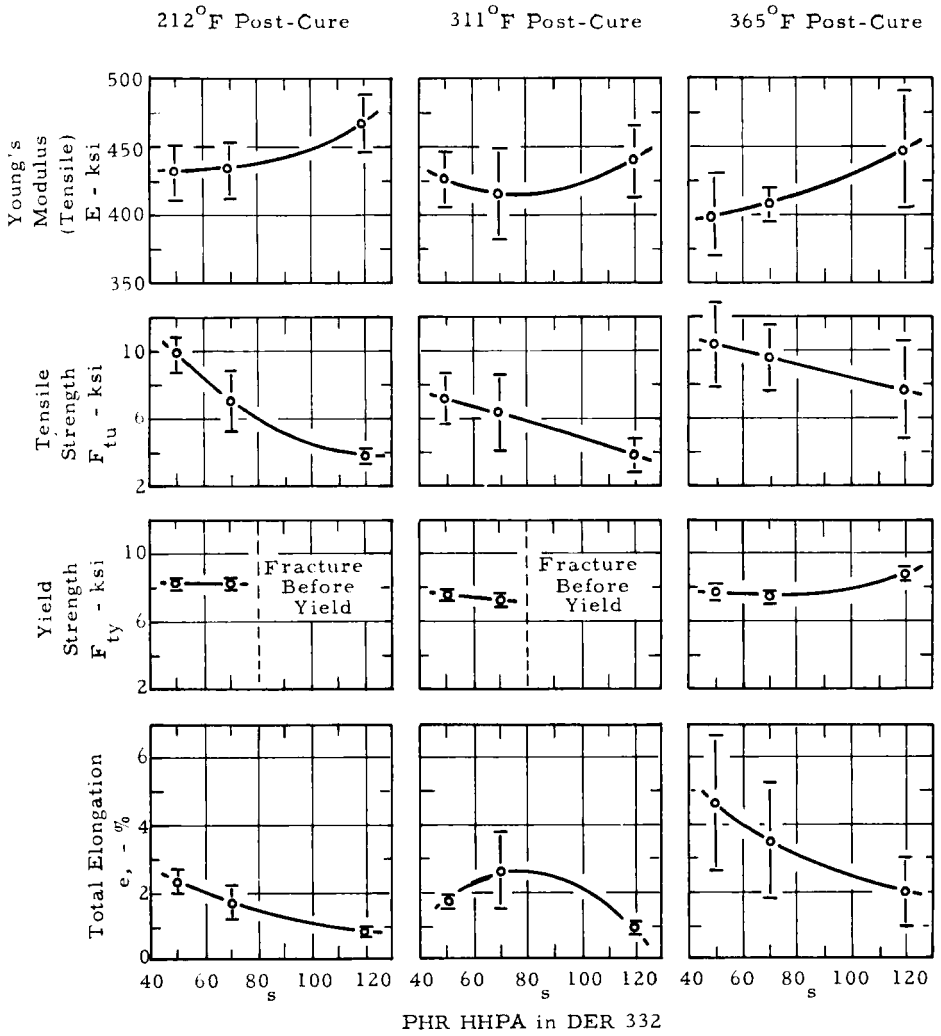 212°F Post-Cure 311°F Post-Cure 365°F Post-Cure
Young's
Modulus
(Tensile)
E - ksi
500
450
400
350
Tensile
Strength
F_tu - ksi
10
6
2
Yield
Strength
F_ty - ksi
10
6
2
Fracture
Before
Yield
Fracture
Before
Yield
Total Elongation
e, - %
6
4
2
0
40 60 80 100 120 40 60 80 100 120 40 60 80 100 120
s s s
PHR HHPA in DER 332